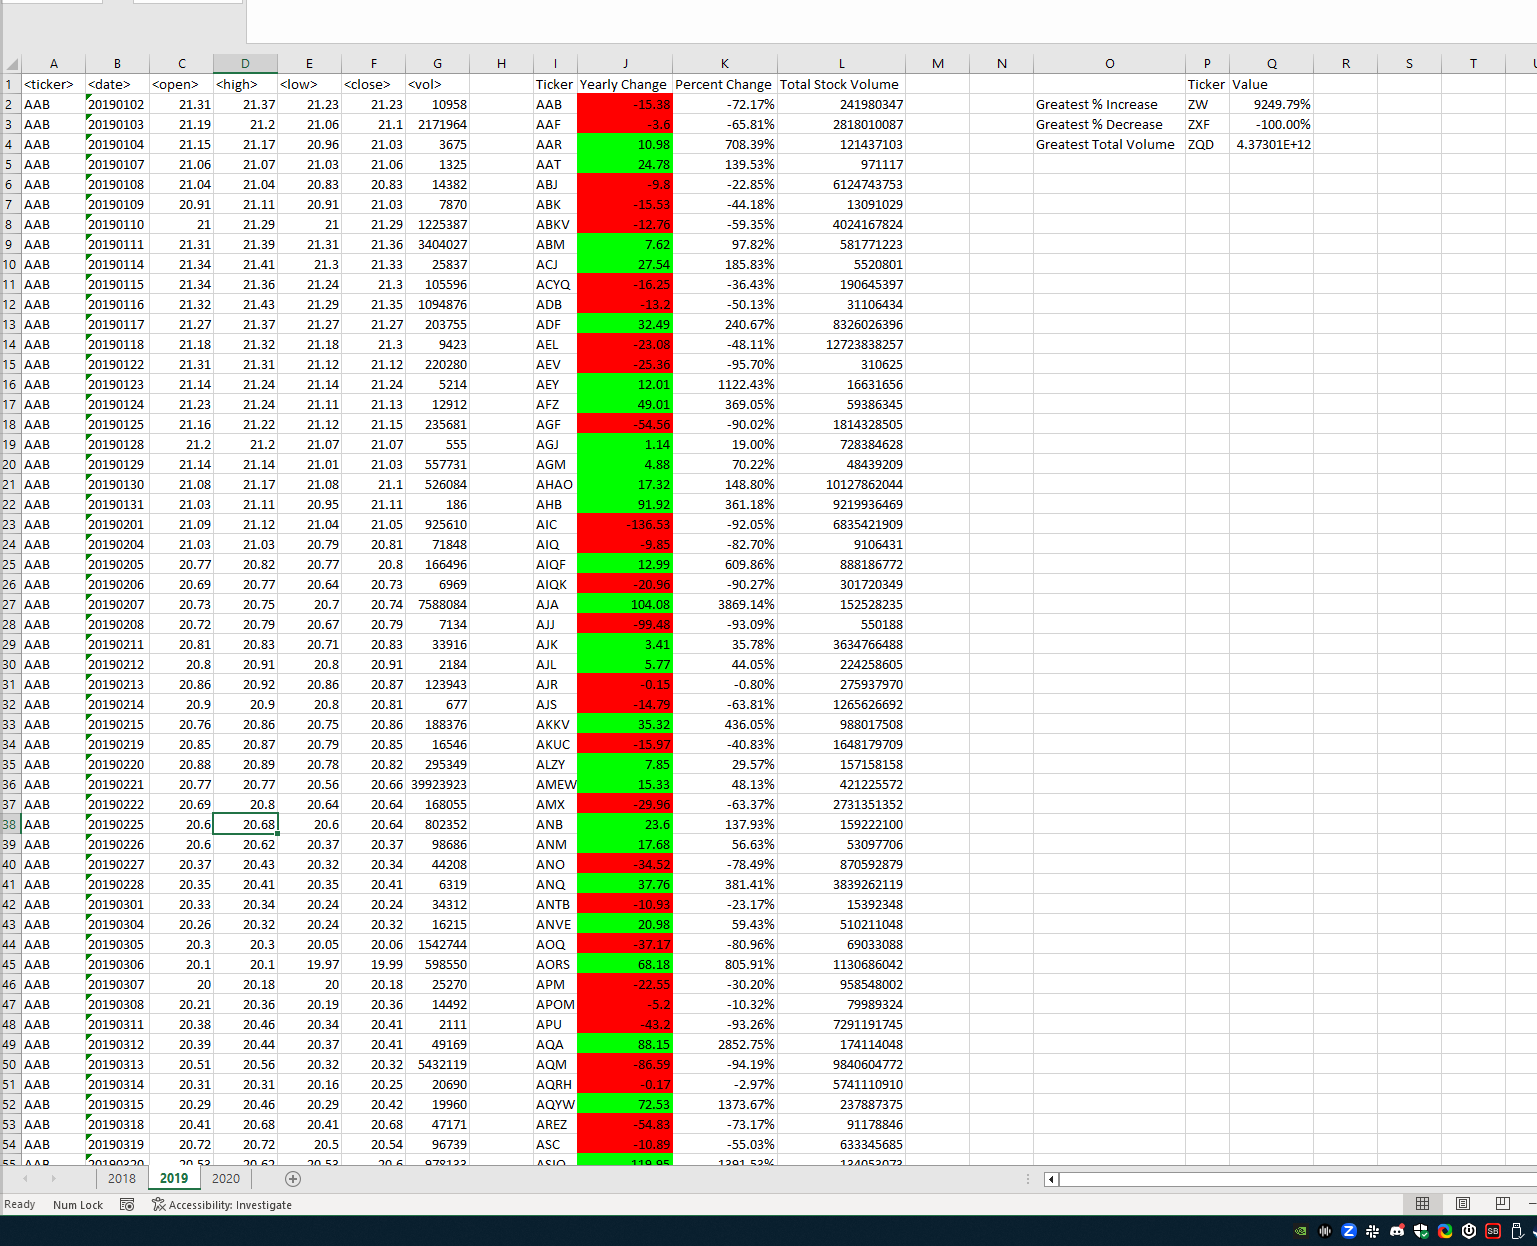 A B C D E F G H I J K L M N O P Q R S T U
1 <ticker> <date> <open> <high> <low> <close> <vol> Ticker Yearly Change Percent Change Total Stock Volume Ticker Value
2 AAB 20190102 21.31 21.37 21.23 21.23 10958 AAB -15.38 -72.17% 241980347 Greatest % Increase ZW 9249.79%
3 AAB 20190103 21.19 21.2 21.06 21.1 2171964 AAF -3.6 -65.81% 2818010087 Greatest % Decrease ZXF -100.00%
4 AAB 20190104 21.15 21.17 20.96 21.03 3675 AAR 10.98 708.39% 121437103 Greatest Total Volume ZQD 4.37301E+12
5 AAB 20190107 21.06 21.07 21.03 21.06 1325 AAT 24.78 139.53% 971117
6 AAB 20190108 21.04 21.04 20.83 20.83 14382 ABJ -9.8 -22.85% 6124743753
7 AAB 20190109 20.91 21.11 20.91 21.03 7870 ABK -15.53 -44.18% 13091029
8 AAB 20190110 21 21.29 21 21.29 1225387 ABKV -12.76 -59.35% 4024167824
9 AAB 20190111 21.31 21.39 21.31 21.36 3404027 ABM 7.62 97.82% 581771223
10 AAB 20190114 21.34 21.41 21.3 21.33 25837 ACJ 27.54 185.83% 5520801
11 AAB 20190115 21.34 21.36 21.24 21.3 105596 ACYQ -16.25 -36.43% 190645397
12 AAB 20190116 21.32 21.43 21.29 21.35 1094876 ADB -13.2 -50.13% 31106434
13 AAB 20190117 21.27 21.37 21.27 21.27 203755 ADF 32.49 240.67% 8326026396
14 AAB 20190118 21.18 21.32 21.18 21.3 9423 AEL -23.08 -48.11% 12723838257
15 AAB 20190122 21.31 21.31 21.12 21.12 220280 AEV -25.36 -95.70% 310625
16 AAB 20190123 21.14 21.24 21.14 21.24 5214 AEY 12.01 1122.43% 16631656
17 AAB 20190124 21.23 21.24 21.11 21.13 12912 AFZ 49.01 369.05% 59386345
18 AAB 20190125 21.16 21.22 21.12 21.15 235681 AGF -54.56 -90.02% 1814328505
19 AAB 20190128 21.2 21.2 21.07 21.07 555 AGJ 1.14 19.00% 728384628
20 AAB 20190129 21.14 21.14 21.01 21.03 557731 AGM 4.88 70.22% 48439209
21 AAB 20190130 21.08 21.17 21.08 21.1 526084 AHAO 17.32 148.80% 10127862044
22 AAB 20190131 21.03 21.11 20.95 21.11 186 AHB 91.92 361.18% 9219936469
23 AAB 20190201 21.09 21.12 21.04 21.05 925610 AIC -136.53 -92.05% 6835421909
24 AAB 20190204 21.03 21.03 20.79 20.81 71848 AIQ -9.85 -82.70% 9106431
25 AAB 20190205 20.77 20.82 20.77 20.8 166496 AIQF 12.99 609.86% 888186772
26 AAB 20190206 20.69 20.77 20.64 20.73 6969 AIQK -20.96 -90.27% 301720349
27 AAB 20190207 20.73 20.75 20.7 20.74 7588084 AJA 104.08 3869.14% 152528235
28 AAB 20190208 20.72 20.79 20.67 20.79 7134 AJJ -99.48 -93.09% 550188
29 AAB 20190211 20.81 20.83 20.71 20.83 33916 AJK 3.41 35.78% 3634766488
30 AAB 20190212 20.8 20.91 20.8 20.91 2184 AJL 5.77 44.05% 224258605
31 AAB 20190213 20.86 20.92 20.86 20.87 123943 AJR -0.15 -0.80% 275937970
32 AAB 20190214 20.9 20.9 20.8 20.81 677 AJS -14.79 -63.81% 1265626692
33 AAB 20190215 20.76 20.86 20.75 20.86 188376 AKKV 35.32 436.05% 988017508
34 AAB 20190219 20.85 20.87 20.79 20.85 16546 AKUC -15.97 -40.83% 1648179709
35 AAB 20190220 20.88 20.89 20.78 20.82 295349 ALZY 7.85 29.57% 157158158
36 AAB 20190221 20.77 20.77 20.56 20.66 39923923 AMEW 15.33 48.13% 421225572
37 AAB 20190222 20.69 20.8 20.64 20.64 168055 AMX -29.96 -63.37% 2731351352
38 AAB 20190225 20.6 20.68 20.6 20.64 802352 ANB 23.6 137.93% 159222100
39 AAB 20190226 20.6 20.62 20.37 20.37 98686 ANM 17.68 56.63% 53097706
40 AAB 20190227 20.37 20.43 20.32 20.34 44208 ANO -34.52 -78.49% 870592879
41 AAB 20190228 20.35 20.41 20.35 20.41 6319 ANQ 37.76 381.41% 3839262119
42 AAB 20190301 20.33 20.34 20.24 20.24 34312 ANTB -10.93 -23.17% 15392348
43 AAB 20190304 20.26 20.32 20.24 20.32 16215 ANVE 20.98 59.43% 510211048
44 AAB 20190305 20.3 20.3 20.05 20.06 1542744 AOQ -37.17 -80.96% 69033088
45 AAB 20190306 20.1 20.1 19.97 19.99 598550 AORS 68.18 805.91% 1130686042
46 AAB 20190307 20 20.18 20 20.18 25270 APM -22.55 -30.20% 958548002
47 AAB 20190308 20.21 20.36 20.19 20.36 14492 APOM -5.2 -10.32% 79989324
48 AAB 20190311 20.38 20.46 20.34 20.41 2111 APU -43.2 -93.26% 7291191745
49 AAB 20190312 20.39 20.44 20.37 20.41 49169 AQA 88.15 2852.75% 174114048
50 AAB 20190313 20.51 20.56 20.32 20.32 5432119 AQM -86.59 -94.19% 9840604772
51 AAB 20190314 20.31 20.31 20.16 20.25 20690 AQRH -0.17 -2.97% 5741110910
52 AAB 20190315 20.29 20.46 20.29 20.42 19960 AQYW 72.53 1373.67% 237887375
53 AAB 20190318 20.41 20.68 20.41 20.68 47171 AREZ -54.83 -73.17% 91178846
54 AAB 20190319 20.72 20.72 20.5 20.54 96739 ASC -10.89 -55.03% 633345685
55 AAB 20190320 20.53 20.62 20.53 20.6 978133 ASIO 119.95 1391.53% 134053073
2018 2019 2020
Ready Num Lock Accessibility: Investigate
Z SB